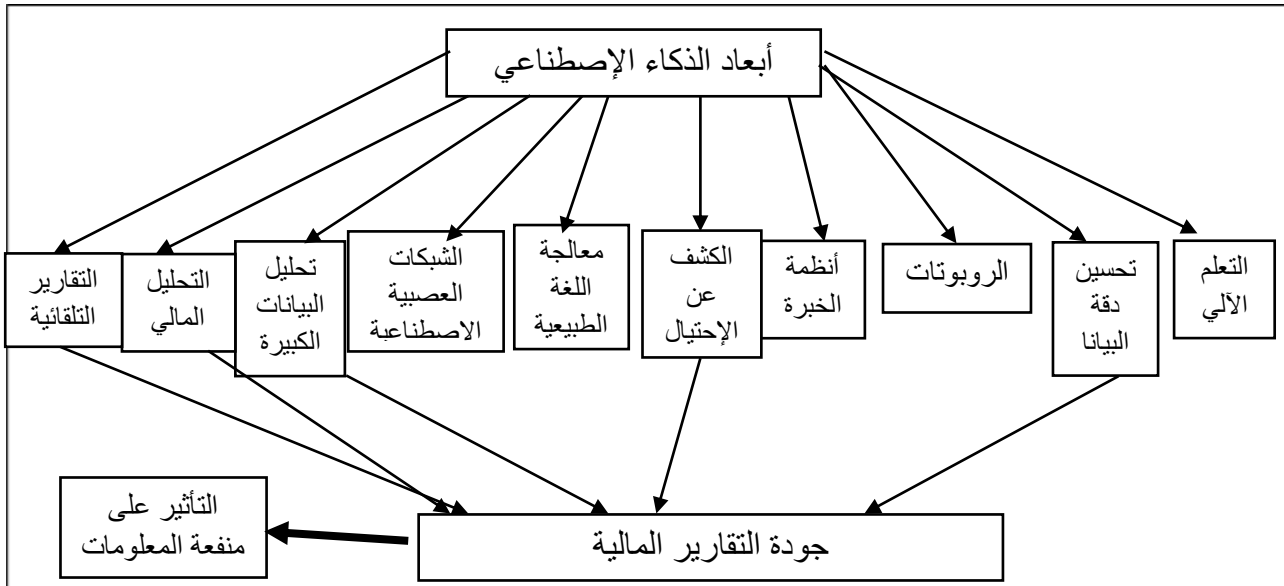 أبعاد الذكاء الإصطناعي
التعلم
الآلي
تحسين
دقة
البيانا
الروبوتات
أنظمة
الخبرة
الكشف
عن
الإحتيال
معالجة
اللغة
الطبيعية
الشبكات
العصبية
الاصطناعية
تحليل
البيانات
الكبيرة
التحليل
المالي
التقارير
التلقائية
جودة التقارير المالية
التأثير على
منفعة المعلومات